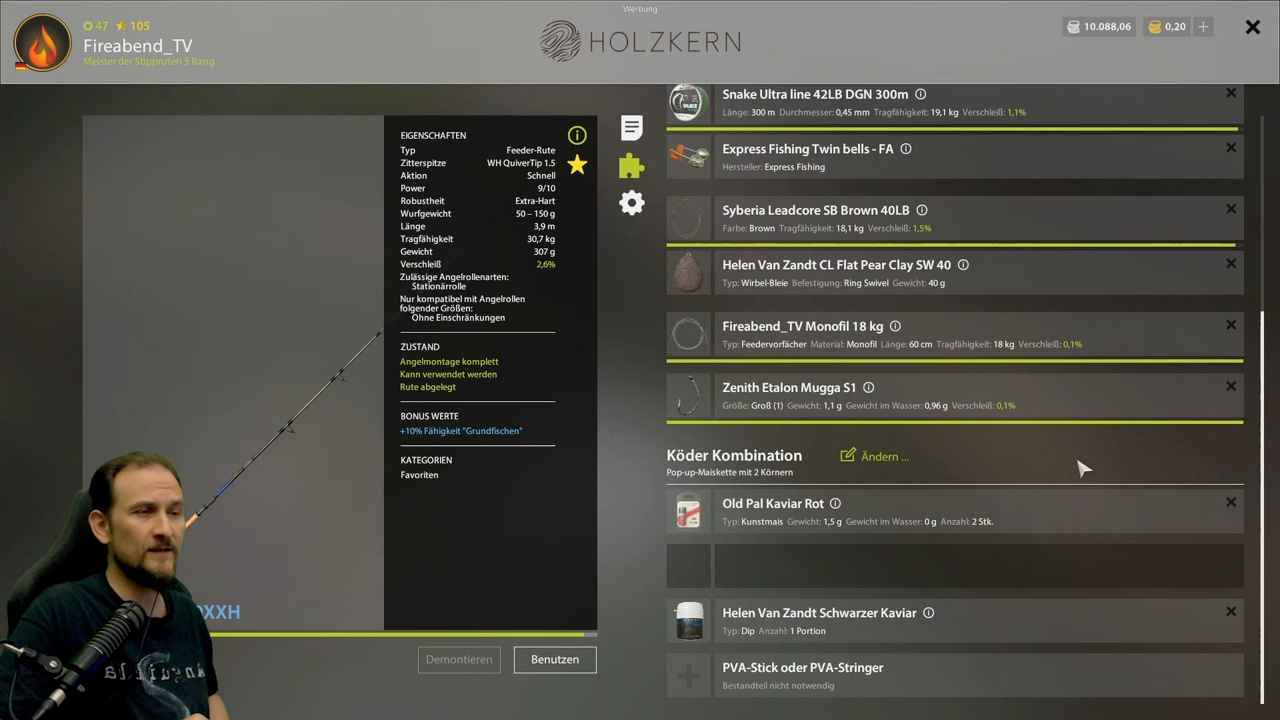 Werbung
47 105
Fireabend_TV
Meister der Stippruten 5 Rang
HOLZKERN
10.088,06
0,20
EIGENSCHAFTEN
Typ Feeder-Rute
Zitterspitze WH QuiverTip 1.5
Aktion Schnell
Power 9/10
Robustheit Extra-Hart
Wurfgewicht 50 – 150 g
Länge 3,9 m
Tragfähigkeit 30,7 kg
Gewicht 307 g
Verschleiß 2,6%
Zulässige Angelrollenarten:
Stationärrolle
Nur kompatibel mit Angelrollen
folgender Größen:
Ohne Einschränkungen
ZUSTAND
Angelmontage komplett
Kann verwendet werden
Rute abgelegt
BONUS WERTE
+10% Fähigkeit "Grundfischen"
KATEGORIEN
Favoriten
XXH
Demontieren
Benutzen
Snake Ultra line 42LB DGN 300m
Länge: 300 m Durchmesser: 0,45 mm Tragfähigkeit: 19,1 kg Verschleiß: 1,1%
Express Fishing Twin bells - FA
Hersteller: Express Fishing
Syberia Leadcore SB Brown 40LB
Farbe: Brown Tragfähigkeit: 18,1 kg Verschleiß: 1,5%
Helen Van Zandt CL Flat Pear Clay SW 40
Typ: Wirbel-Bleie Befestigung: Ring Swivel Gewicht: 40 g
Fireabend_TV Monofil 18 kg
Typ: Feedervorfächer Material: Monofil Länge: 60 cm Tragfähigkeit: 18 kg Verschleiß: 0,1%
Zenith Etalon Mugga S1
Größe: Groß (1) Gewicht: 1,1 g Gewicht im Wasser: 0,96 g Verschleiß: 0,1%
Köder Kombination
Ändern ...
Pop-up-Maiskette mit 2 Körnern
Old Pal Kaviar Rot
Typ: Kunstmais Gewicht: 1,5 g Gewicht im Wasser: 0 g Anzahl: 2 Stk.
Helen Van Zandt Schwarzer Kaviar
Typ: Dip Anzahl: 1 Portion
PVA-Stick oder PVA-Stringer
Bestandteil nicht notwendig